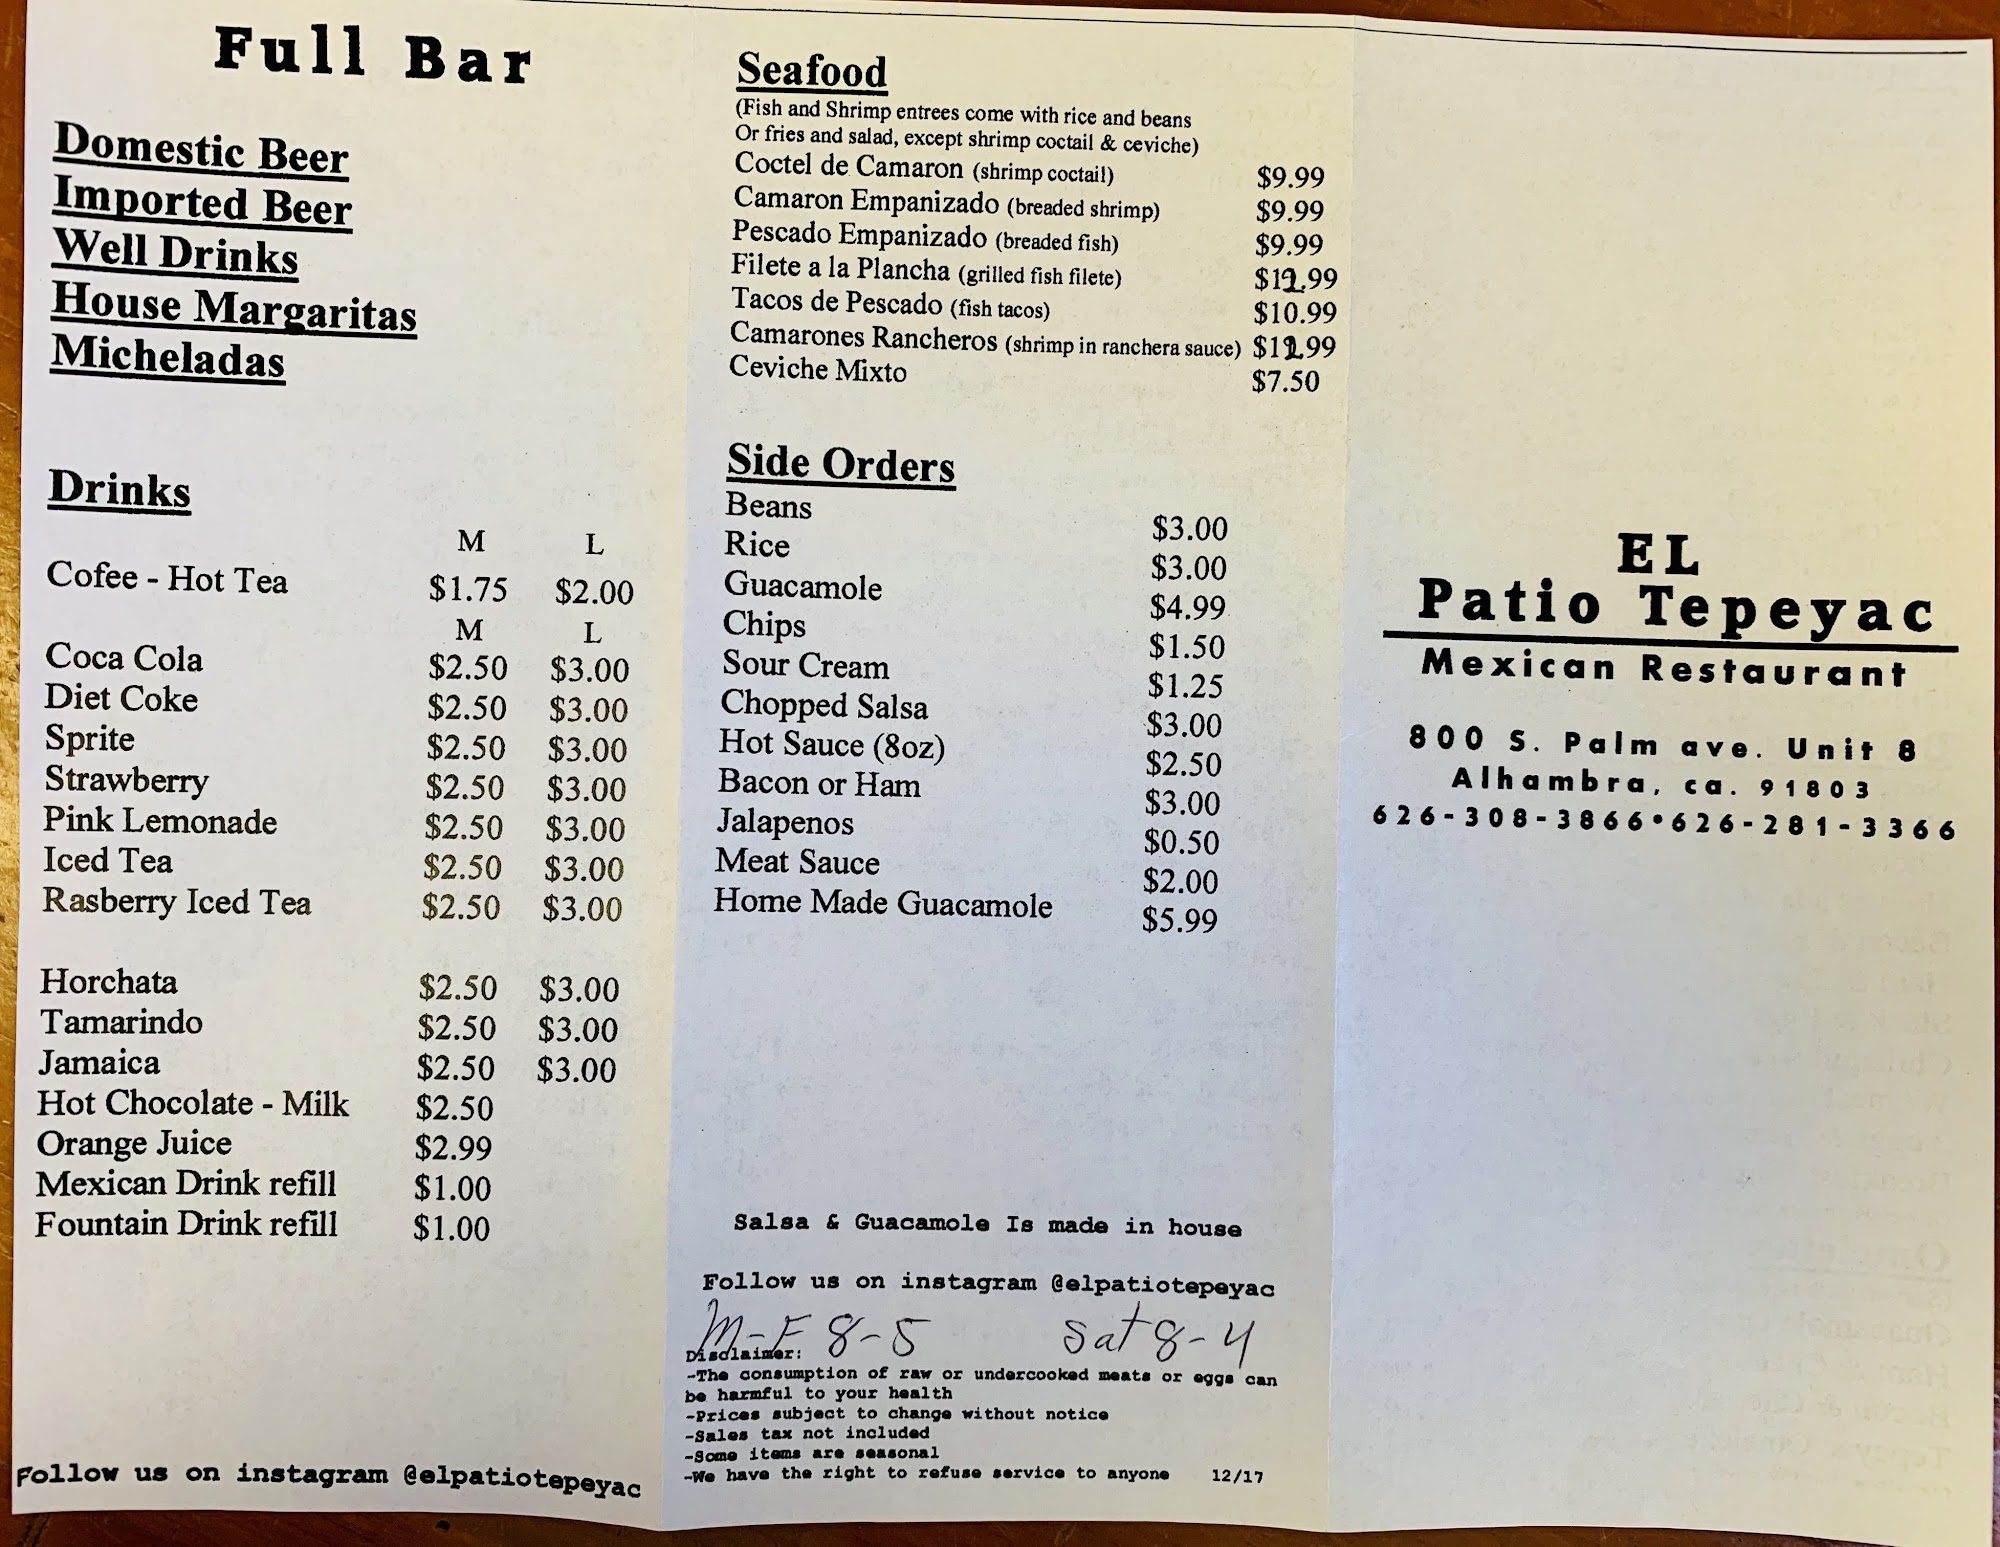 Full Bar
Domestic Beer
Imported Beer
Well Drinks
House Margaritas
Micheladas
Drinks
M L
Cofee - Hot Tea $1.75 $2.00
M L
Coca Cola $2.50 $3.00
Diet Coke $2.50 $3.00
Sprite $2.50 $3.00
Strawberry $2.50 $3.00
Pink Lemonade $2.50 $3.00
Iced Tea $2.50 $3.00
Rasberry Iced Tea $2.50 $3.00
Horchata $2.50 $3.00
Tamarindo $2.50 $3.00
Jamaica $2.50 $3.00
Hot Chocolate - Milk $2.50
Orange Juice $2.99
Mexican Drink refill $1.00
Fountain Drink refill $1.00
Follow us on instagram @elpatiotepeyac
Seafood
(Fish and Shrimp entrees come with rice and beans
Or fries and salad, except shrimp coctail & ceviche)
Coctel de Camaron (shrimp coctail) $9.99
Camaron Empanizado (breaded shrimp) $9.99
Pescado Empanizado (breaded fish) $9.99
Filete a la Plancha (grilled fish filete) $12.99
Tacos de Pescado (fish tacos) $10.99
Camarones Rancheros (shrimp in ranchera sauce) $12.99
Ceviche Mixto $7.50
Side Orders
Beans $3.00
Rice $3.00
Guacamole $4.99
Chips $1.50
Sour Cream $1.25
Chopped Salsa $3.00
Hot Sauce (8oz) $2.50
Bacon or Ham $3.00
Jalapenos $0.50
Meat Sauce $2.00
Home Made Guacamole $5.99
Salsa & Guacamole Is made in house
Follow us on instagram @elpatiotepeyac
M-F 8-5 Sat 8-4
Disclaimer:
-The consumption of raw or undercooked meats or eggs can
be harmful to your health
-Prices subject to change without notice
-Sales tax not included
-Some items are seasonal
-We have the right to refuse service to anyone 12/17
EL
Patio Tepeyac
Mexican Restaurant
800 S. Palm ave. Unit 8
Alhambra, ca. 91803
626-308-3866•626-281-3366